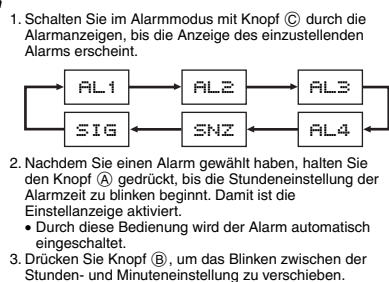 1. Schalten Sie im Alarmmodus mit Knopf Ⓒ durch die
Alarmanzeigen, bis die Anzeige des einzustellenden
Alarms erscheint.
AL1 AL2 AL3
SIG SNZ AL4
2. Nachdem Sie einen Alarm gewählt haben, halten Sie
den Knopf Ⓐ gedrückt, bis die Stundeneinstellung der
Alarmzeit zu blinken beginnt. Damit ist die
Einstellanzeige aktiviert.
• Durch diese Bedienung wird der Alarm automatisch
eingeschaltet.
3. Drücken Sie Knopf Ⓑ, um das Blinken zwischen der
Stunden- und Minuteneinstellung zu verschieben.